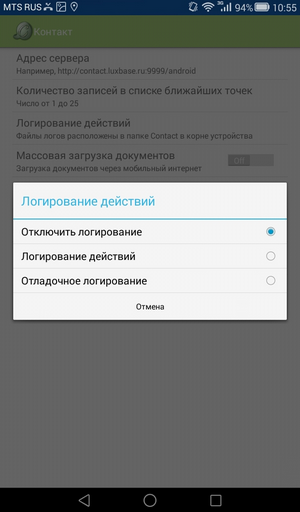 MTS RUS 3G 94% 10:55
Контакт
Адрес сервера
Например, http://contact.luxbase.ru:9999/android
Количество записей в списке ближайших точек
Число от 1 до 25
Логирование действий
Файлы логов расположены в папке Contact в корне устройства
Массовая загрузка документов
Загрузка документов через мобильный интернет
Логирование действий
Отключить логирование
Логирование действий
Отладочное логирование
Отмена